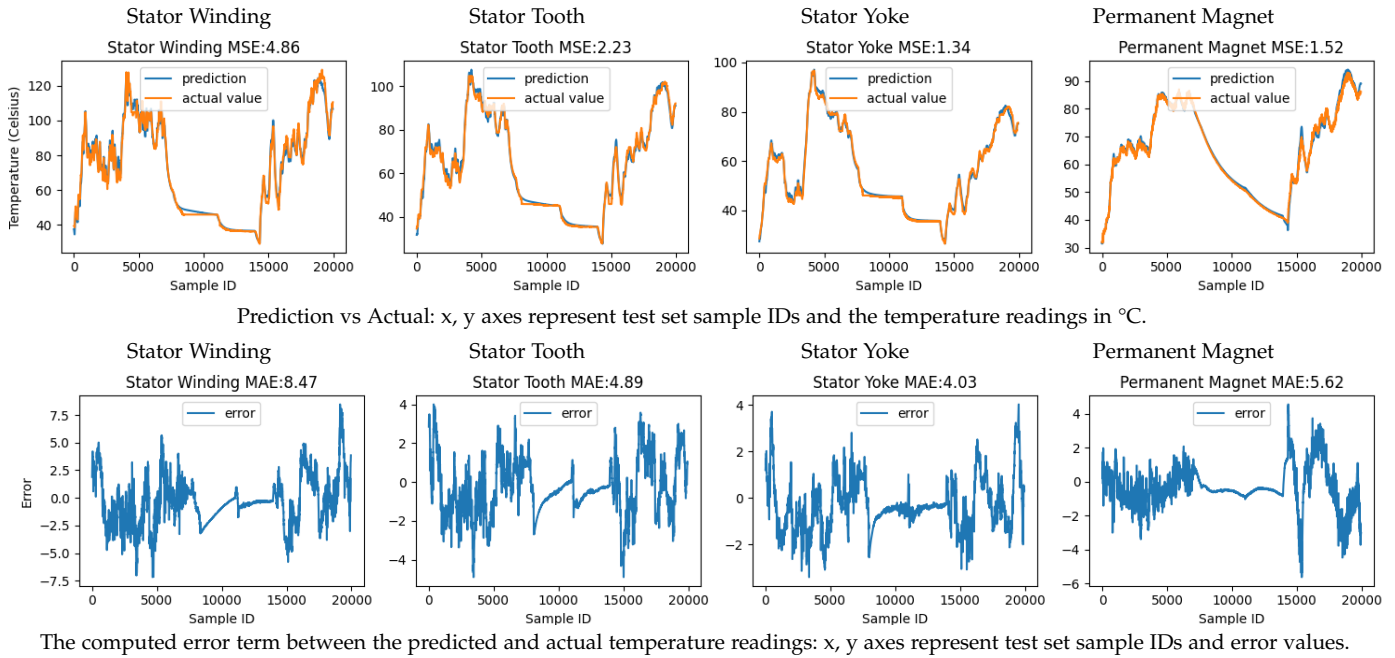 Stator Winding Stator Tooth Stator Yoke Permanent Magnet
Stator Winding MSE:4.86 Stator Tooth MSE:2.23 Stator Yoke MSE:1.34 Permanent Magnet MSE:1.52
Temperature (Celsius)
120
100
80
60
40
prediction
actual value
0 5000 10000 15000 20000
Sample ID
100
80
60
40
prediction
actual value
0 5000 10000 15000 20000
Sample ID
100
80
60
40
prediction
actual value
0 5000 10000 15000 20000
Sample ID
90
80
70
60
50
40
30
prediction
actual value
0 5000 10000 15000 20000
Sample ID
Prediction vs Actual: x, y axes represent test set sample IDs and the temperature readings in °C.
Stator Winding Stator Tooth Stator Yoke Permanent Magnet
Stator Winding MAE:8.47 Stator Tooth MAE:4.89 Stator Yoke MAE:4.03 Permanent Magnet MAE:5.62
Error
7.5
5.0
2.5
0.0
−2.5
−5.0
−7.5
error
0 5000 10000 15000 20000
Sample ID
4
2
0
−2
−4
error
0 5000 10000 15000 20000
Sample ID
4
2
0
−2
error
0 5000 10000 15000 20000
Sample ID
4
2
0
−2
−4
−6
error
0 5000 10000 15000 20000
Sample ID
The computed error term between the predicted and actual temperature readings: x, y axes represent test set sample IDs and error values.